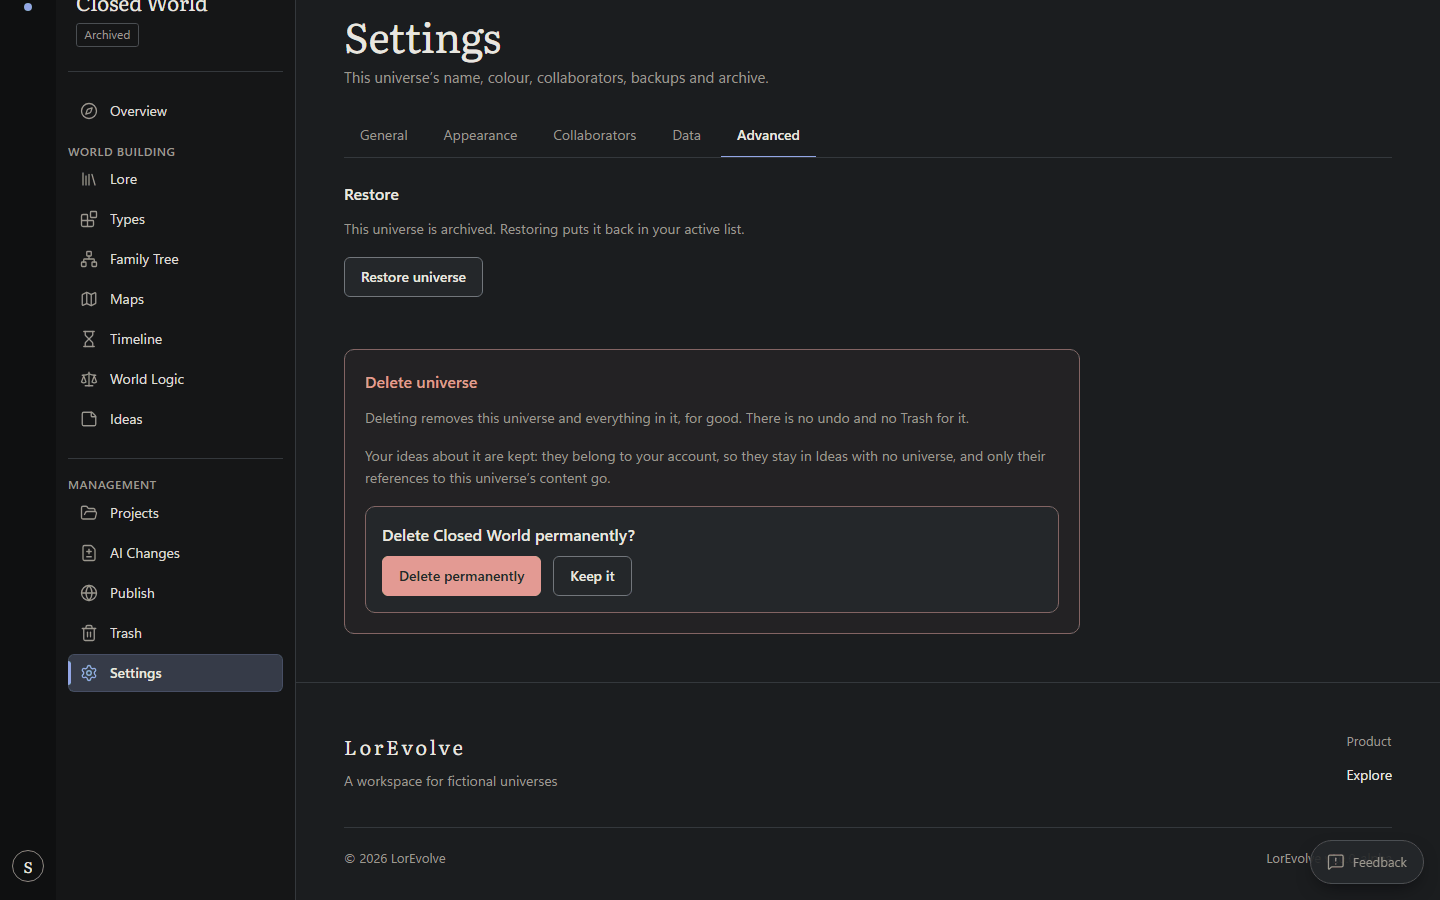 Closed World
Archived
Overview
WORLD BUILDING
Lore
Types
Family Tree
Maps
Timeline
World Logic
Ideas
MANAGEMENT
Projects
AI Changes
Publish
Trash
Settings
S
Settings
This universe’s name, colour, collaborators, backups and archive.
General
Appearance
Collaborators
Data
Advanced
Restore
This universe is archived. Restoring puts it back in your active list.
Restore universe
Delete universe
Deleting removes this universe and everything in it, for good. There is no undo and no Trash for it.
Your ideas about it are kept: they belong to your account, so they stay in Ideas with no universe, and only their
references to this universe’s content go.
Delete Closed World permanently?
Delete permanently
Keep it
LorEvolve
A workspace for fictional universes
Product
Explore
© 2026 LorEvolve
Feedback